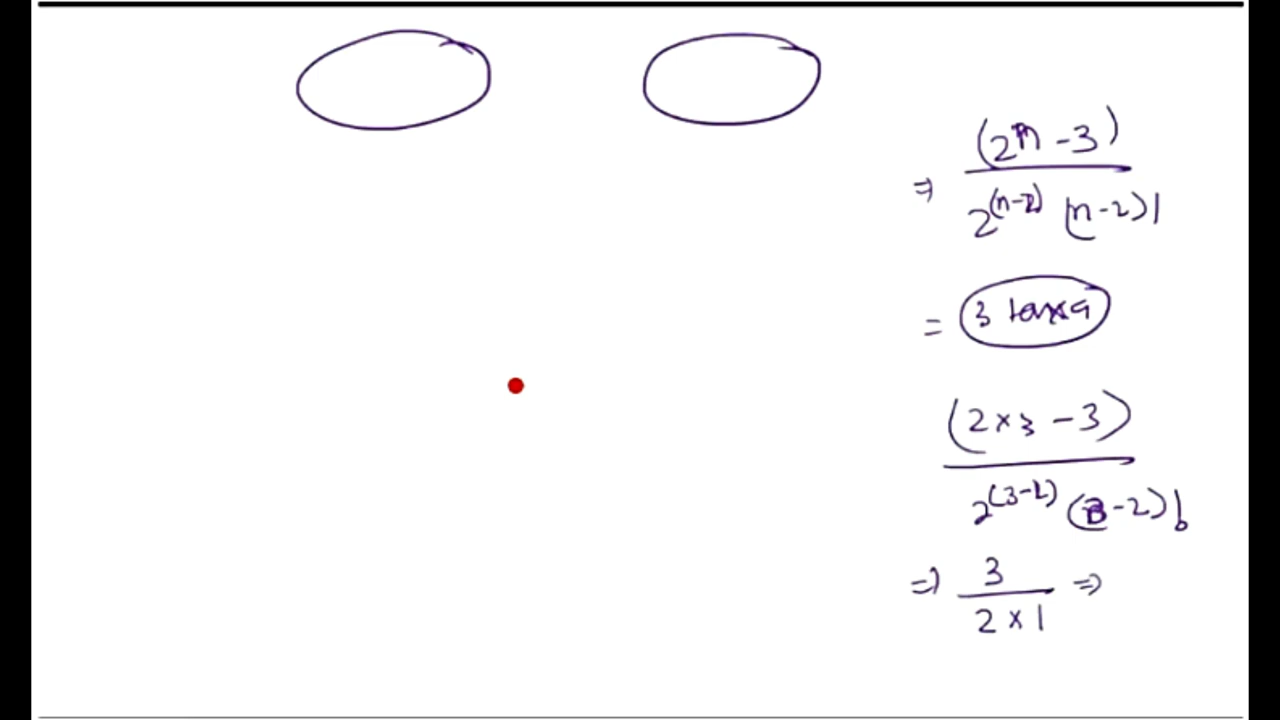 ⇒ (2n - 3)
2^(n-2) (n-2)!
= 3 taxa
(2×3 - 3)
2^(3-2) (3-2)!
⇒ 3 ⇒
2×1